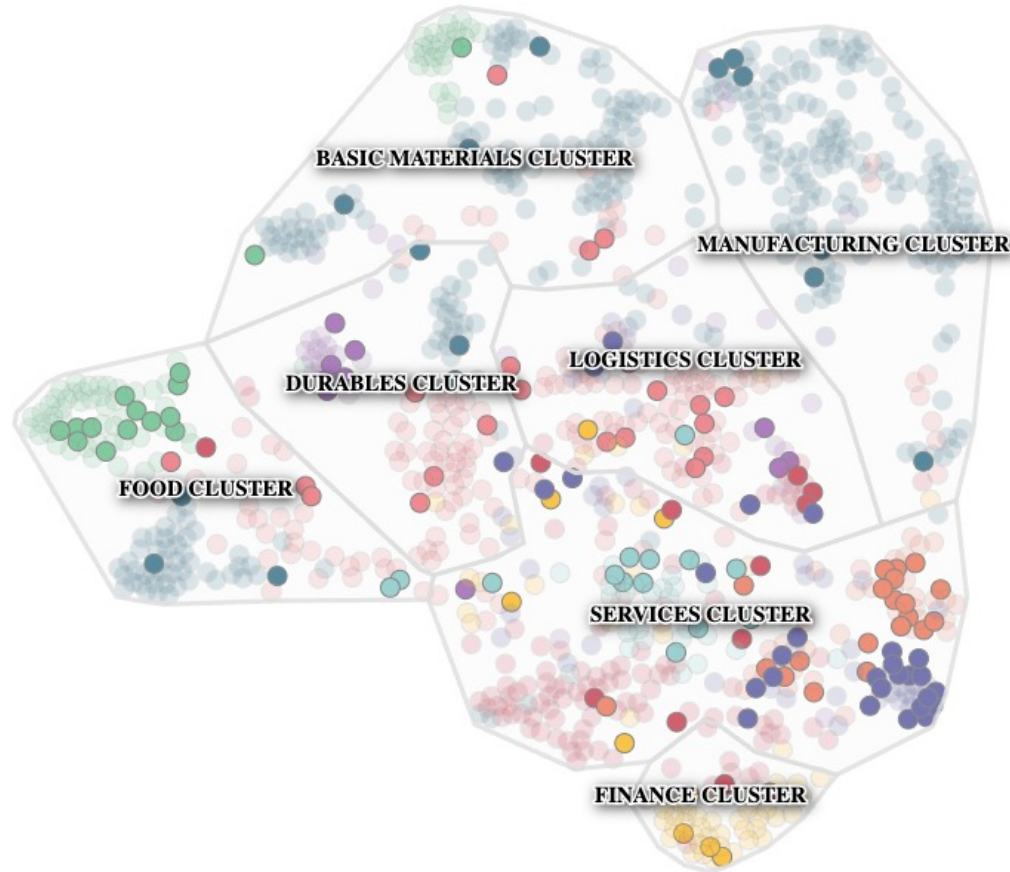 BASIC MATERIALS CLUSTER
MANUFACTURING CLUSTER
LOGISTICS CLUSTER
DURABLES CLUSTER
FOOD CLUSTER
SERVICES CLUSTER
FINANCE CLUSTER